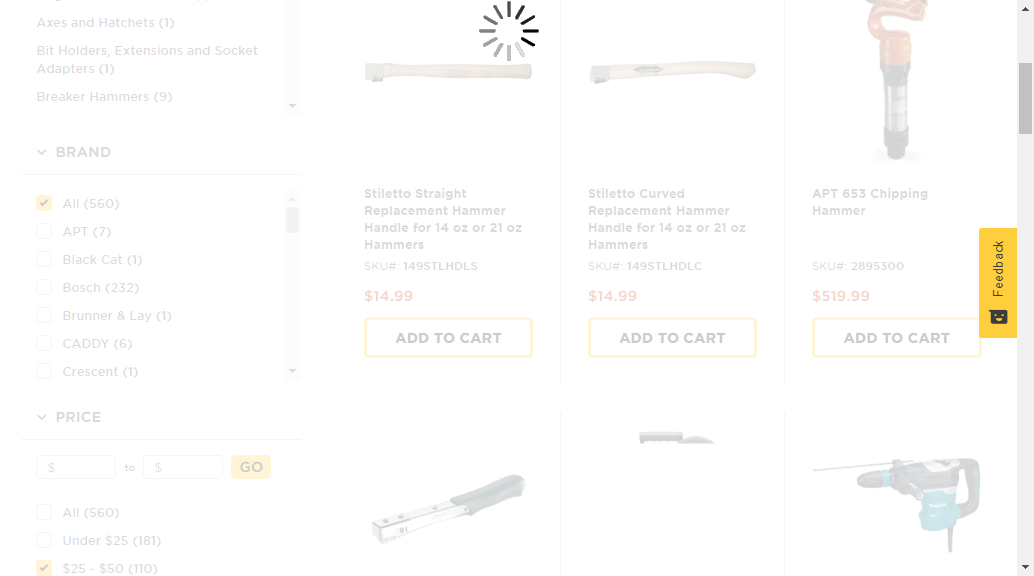 Axes and Hatchets (1)
Bit Holders, Extensions and Socket
Adapters (1)
Breaker Hammers (9)
BRAND
All (560)
APT (7)
Black Cat (1)
Bosch (232)
Brunner & Lay (1)
CADDY (6)
Crescent (1)
PRICE
$ to $ GO
All (560)
Under $25 (181)
$25 - $50 (110)
Stiletto Straight
Replacement Hammer
Handle for 14 oz or 21 oz
Hammers
SKU#: 149STLHDLS
$14.99
ADD TO CART
Stiletto Curved
Replacement Hammer
Handle for 14 oz or 21 oz
Hammers
SKU#: 149STLHDLC
$14.99
ADD TO CART
APT 653 Chipping
Hammer
SKU#: 2895300
$519.99
ADD TO CART
Feedback